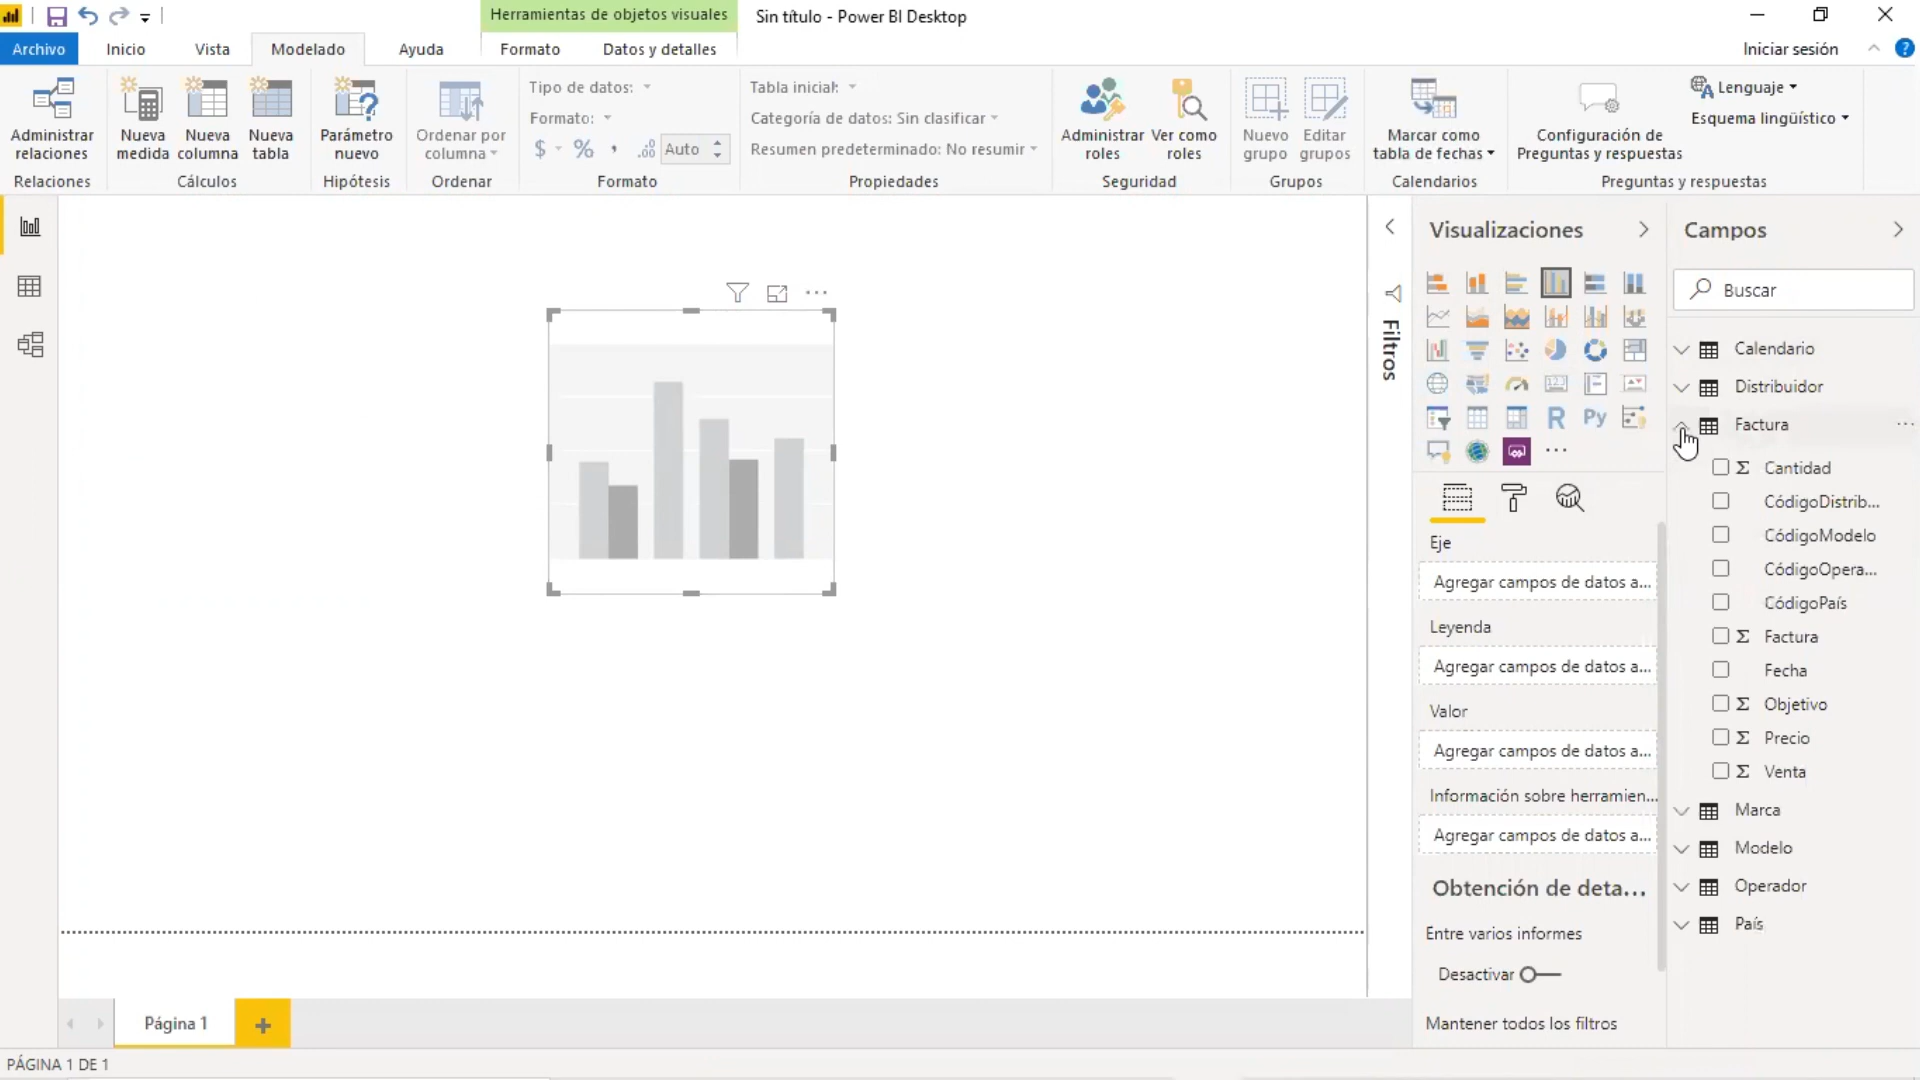 Herramientas de objetos visuales
Sin título - Power BI Desktop
Archivo
Inicio
Vista
Modelado
Ayuda
Formato
Datos y detalles
Iniciar sesión
?
Administrar
relaciones
Relaciones
Nueva
medida
Nueva
columna
Nueva
tabla
Cálculos
Parámetro
nuevo
Hipótesis
Ordenar por
columna
Ordenar
Tipo de datos:
Formato:
$ % , .00 Auto
Formato
Tabla inicial:
Categoría de datos: Sin clasificar
Resumen predeterminado: No resumir
Propiedades
Administrar
roles
Ver como
roles
Seguridad
Nuevo
grupo
Editar
grupos
Grupos
Marcar como
tabla de fechas
Calendarios
Configuración de
Preguntas y respuestas
Lenguaje
Esquema lingüístico
Preguntas y respuestas
...
Filtros
Visualizaciones
123
R
Py
...
Eje
Agregar campos de datos a...
Leyenda
Agregar campos de datos a...
Valor
Agregar campos de datos a...
Información sobre herramien...
Agregar campos de datos a...
Obtención de deta...
Entre varios informes
Desactivar
Mantener todos los filtros
Campos
Buscar
Calendario
Distribuidor
Factura ...
Σ Cantidad
CódigoDistrib...
CódigoModelo
CódigoOpera...
CódigoPaís
Σ Factura
Fecha
Σ Objetivo
Σ Precio
Σ Venta
Marca
Modelo
Operador
País
Página 1
+
PÁGINA 1 DE 1